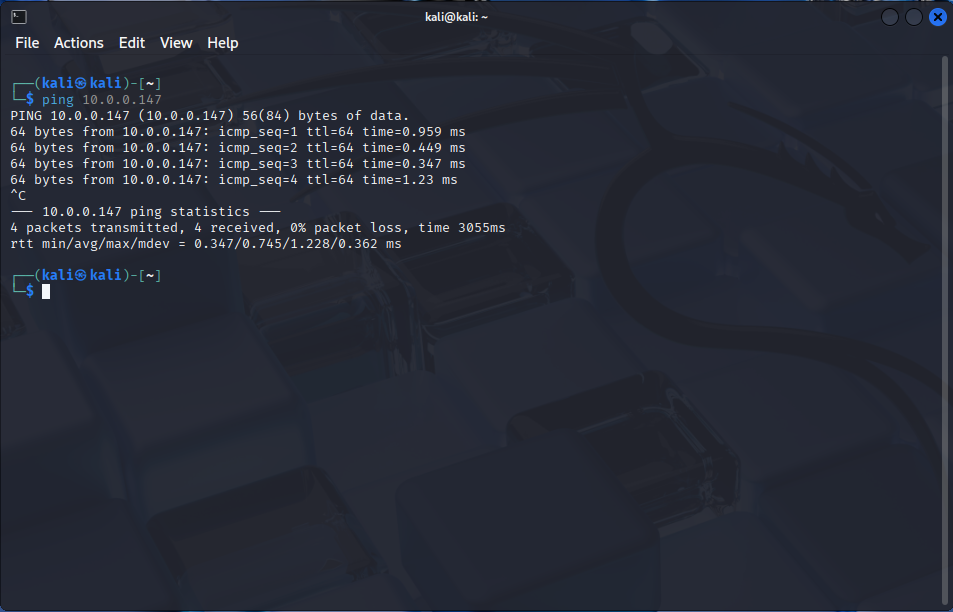 kali@kali: ~
File Actions Edit View Help
┌──(kali㉿kali)-[~]
└─$ ping 10.0.0.147
PING 10.0.0.147 (10.0.0.147) 56(84) bytes of data.
64 bytes from 10.0.0.147: icmp_seq=1 ttl=64 time=0.959 ms
64 bytes from 10.0.0.147: icmp_seq=2 ttl=64 time=0.449 ms
64 bytes from 10.0.0.147: icmp_seq=3 ttl=64 time=0.347 ms
64 bytes from 10.0.0.147: icmp_seq=4 ttl=64 time=1.23 ms
^C
--- 10.0.0.147 ping statistics ---
4 packets transmitted, 4 received, 0% packet loss, time 3055ms
rtt min/avg/max/mdev = 0.347/0.745/1.228/0.362 ms
┌──(kali㉿kali)-[~]
└─$